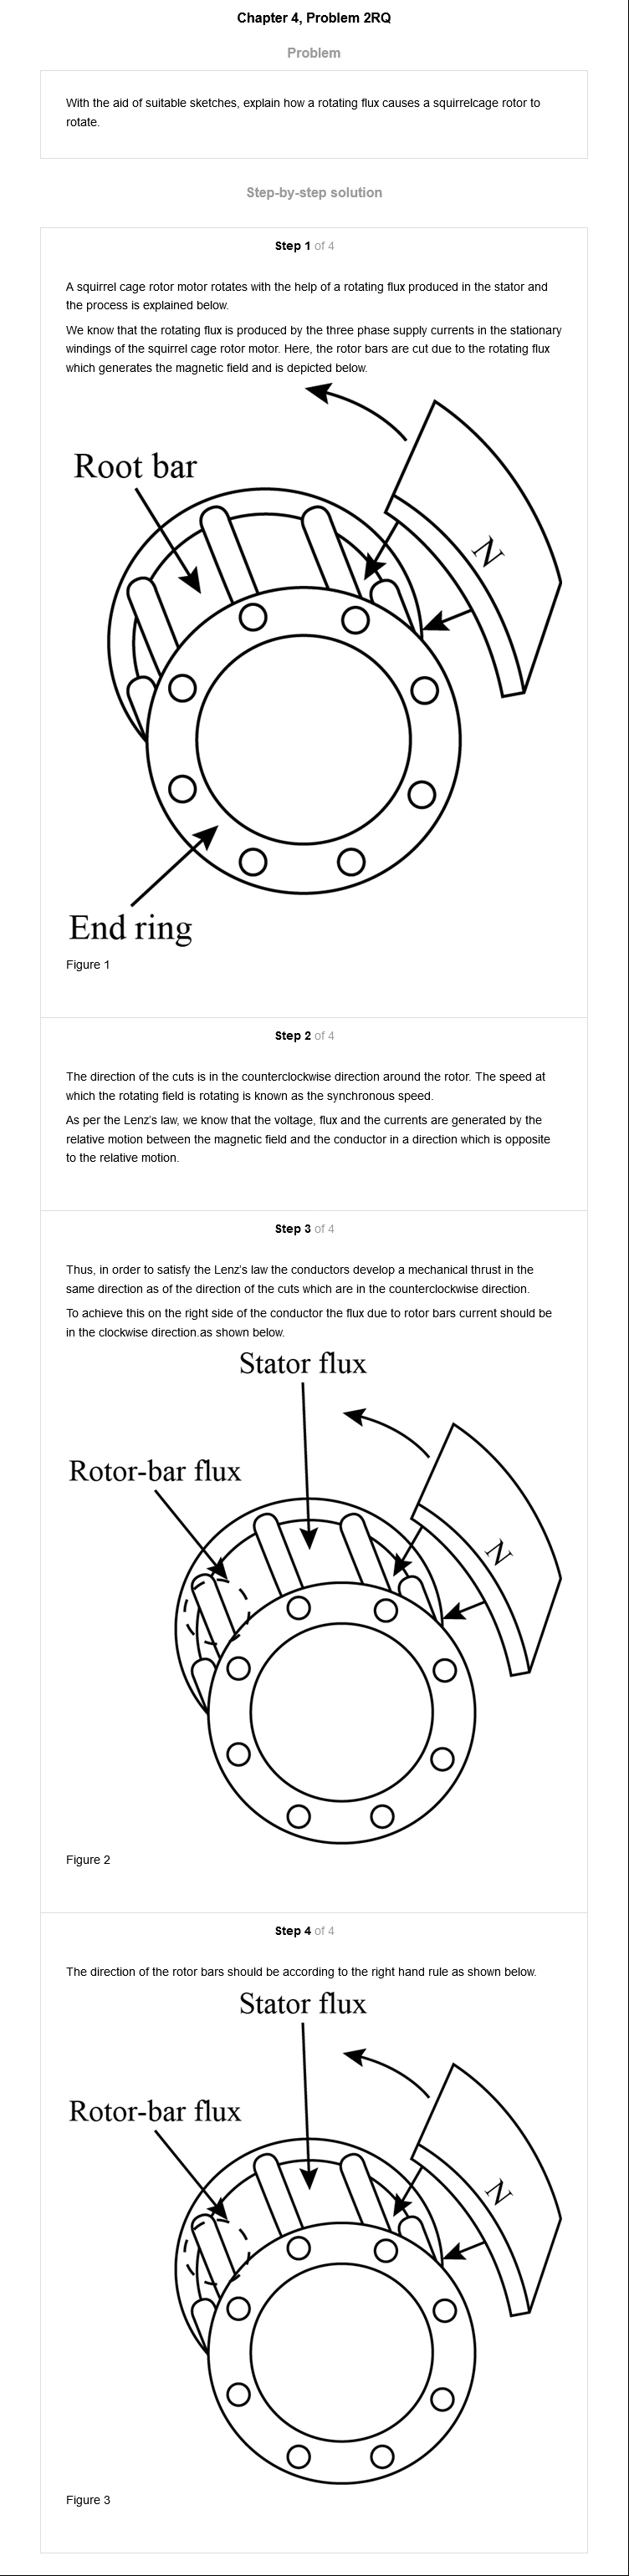 Chapter 4, Problem 2RQ
Problem
With the aid of suitable sketches, explain how a rotating flux causes a squirrelcage rotor to
rotate.
Step-by-step solution
Step 1 of 4
A squirrel cage rotor motor rotates with the help of a rotating flux produced in the stator and
the process is explained below.
We know that the rotating flux is produced by the three phase supply currents in the stationary
windings of the squirrel cage rotor motor. Here, the rotor bars are cut due to the rotating flux
which generates the magnetic field and is depicted below.
Root bar
N
End ring
Figure 1
Step 2 of 4
The direction of the cuts is in the counterclockwise direction around the rotor. The speed at
which the rotating field is rotating is known as the synchronous speed.
As per the Lenz's law, we know that the voltage, flux and the currents are generated by the
relative motion between the magnetic field and the conductor in a direction which is opposite
to the relative motion.
Step 3 of 4
Thus, in order to satisfy the Lenz's law the conductors develop a mechanical thrust in the
same direction as of the direction of the cuts which are in the counterclockwise direction.
To achieve this on the right side of the conductor the flux due to rotor bars current should be
in the clockwise direction.as shown below.
Stator flux
Rotor-bar flux
N
Figure 2
Step 4 of 4
The direction of the rotor bars should be according to the right hand rule as shown below.
Stator flux
Rotor-bar flux
N
Figure 3